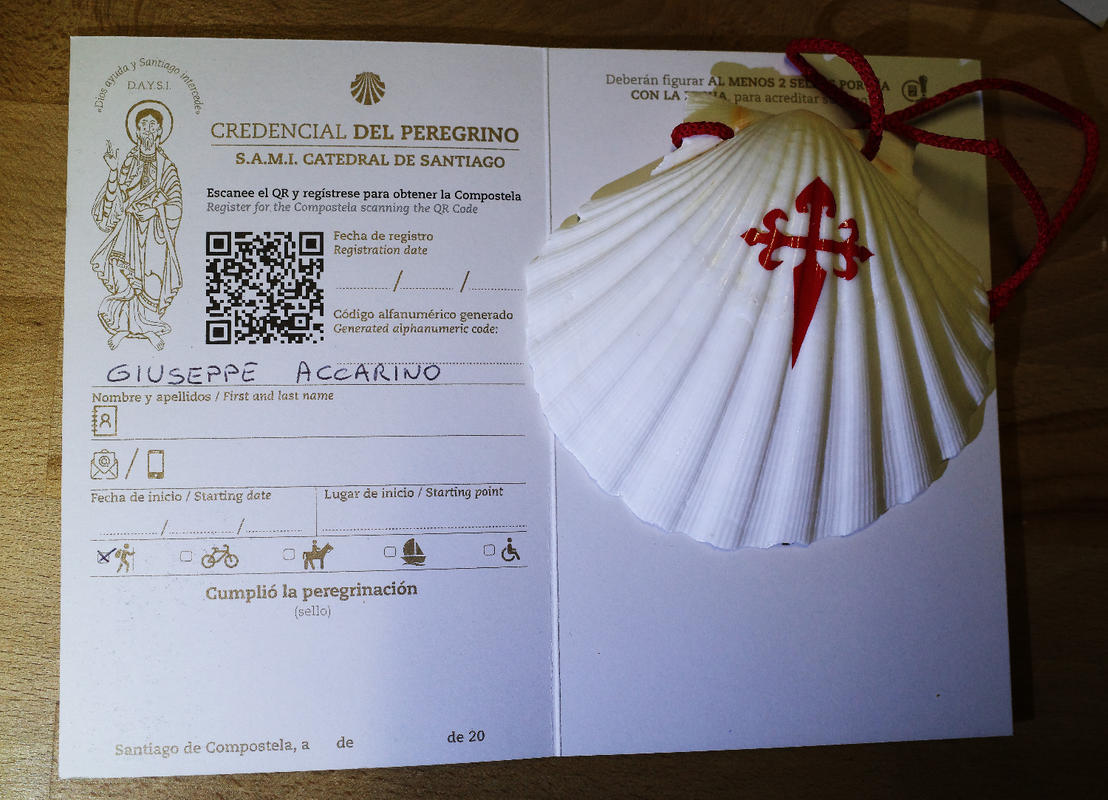 «Dios ayuda y Santiago intercede»
D.A.Y.S.I.
CREDENCIAL DEL PEREGRINO
S.A.M.I. CATEDRAL DE SANTIAGO
Escanee el QR y regístrese para obtener la Compostela
Register for the Compostela scanning the QR Code
Fecha de registro
Registration date
/ /
Código alfanumérico generado
Generated alphanumeric code:
GIUSEPPE ACCARINO
Nombre y apellidos / First and last name
/
Fecha de inicio / Starting date
Lugar de inicio / Starting point
/ /
Cumplió la peregrinación
(sello)
Santiago de Compostela, a de de 20
Deberán figurar AL MENOS 2
CON LA para acreditar